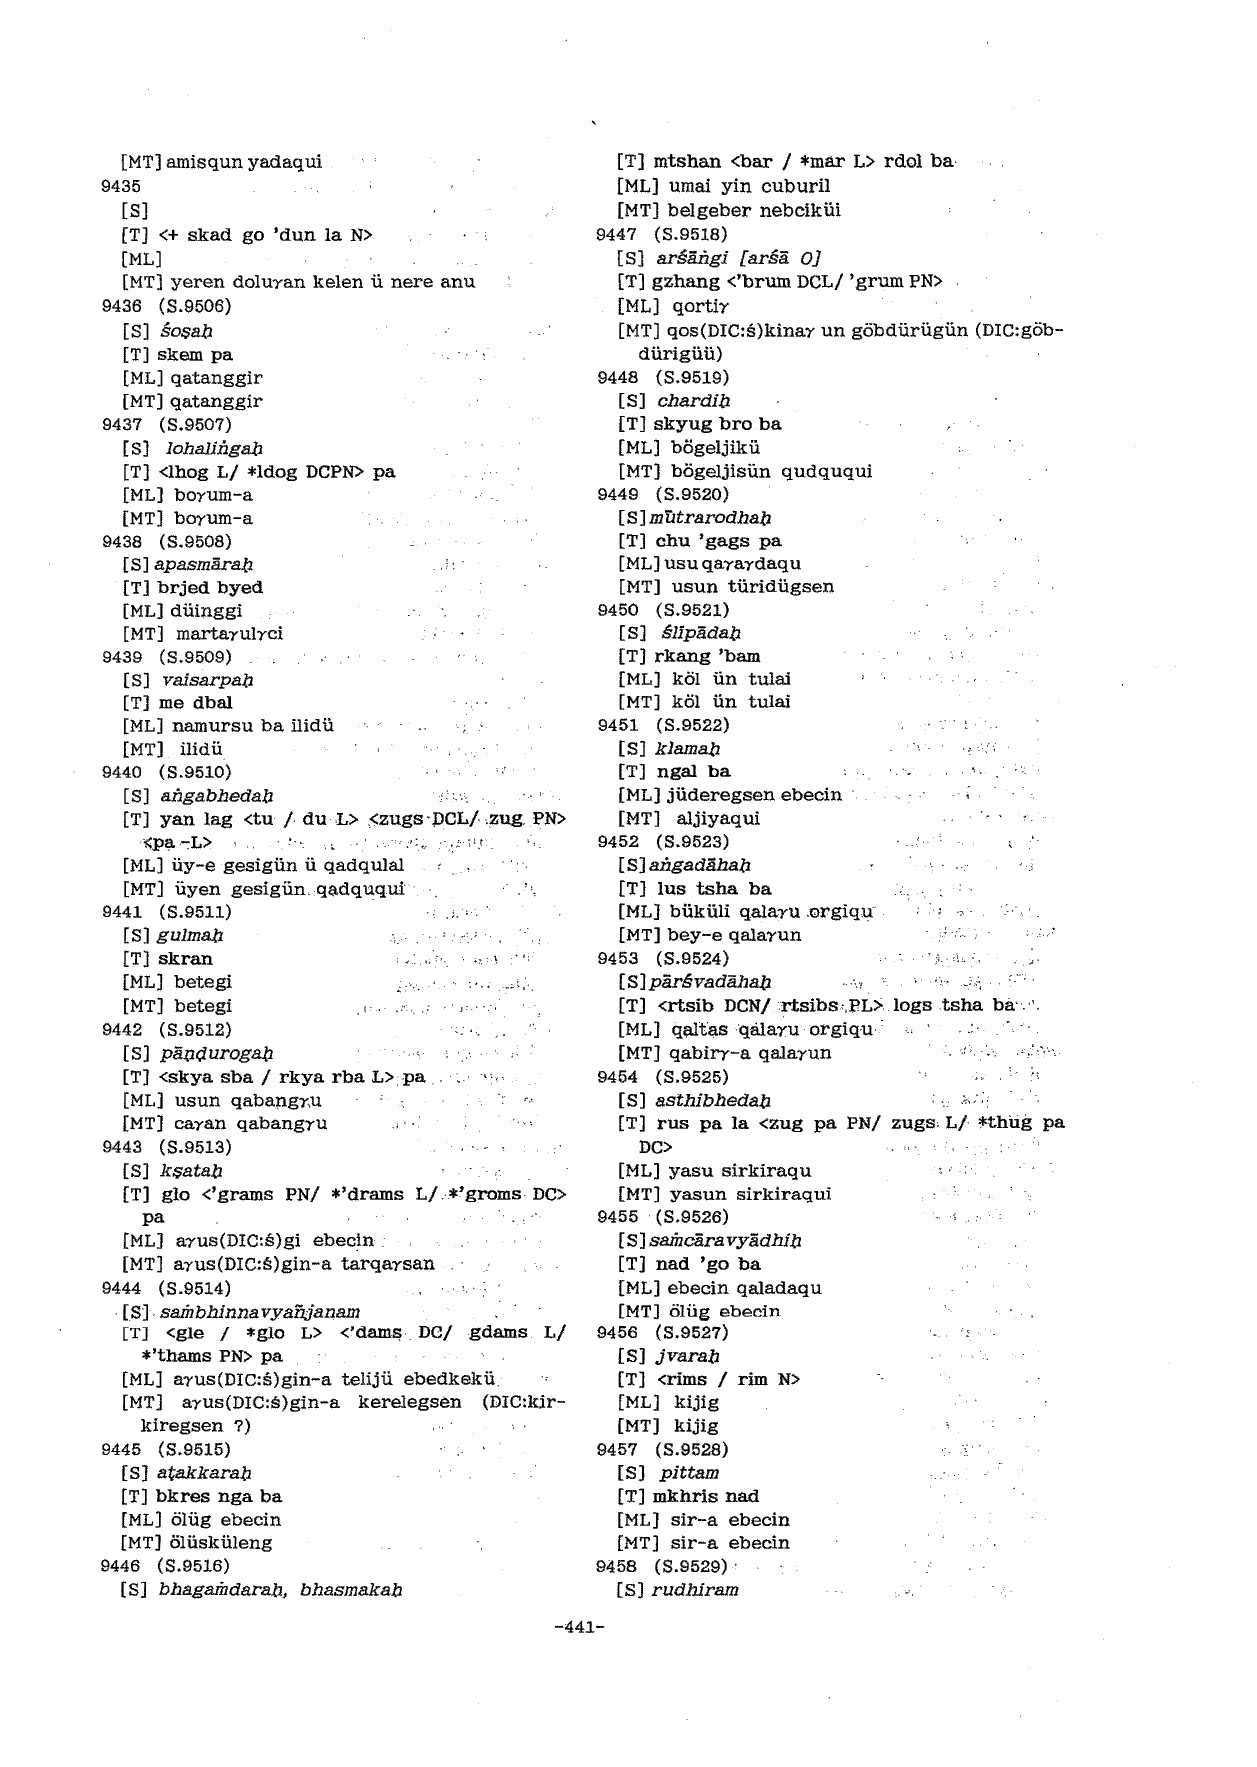 [MT] amisqun yadaqui
9435
[S]
[T] <+ skad go 'dun la N>
[ML]
[MT] yeren doluγan kelen ü nere anu
9436 (S.9506)
[S] śoṣaḥ
[T] skem pa
[ML] qatanggir
[MT] qatanggir
9437 (S.9507)
[S] lohaliṅgaḥ
[T] <lhog L/ *ldog DCPN> pa
[ML] boγum-a
[MT] boγum-a
9438 (S.9508)
[S] apasmāraḥ
[T] brjed byed
[ML] düinggi
[MT] martaγulγci
9439 (S.9509)
[S] vaisarpaḥ
[T] me dbal
[ML] namursu ba ilidü
[MT] ilidü
9440 (S.9510)
[S] aṅgabhedaḥ
[T] yan lag <tu / du L> <zugs DCL/ zug PN>
<pa -L>
[ML] üy-e gesigün ü qadqulal
[MT] üyen gesigün qadququi
9441 (S.9511)
[S] gulmaḥ
[T] skran
[ML] betegi
[MT] betegi
9442 (S.9512)
[S] pāṇḍurogaḥ
[T] <skya sba / rkya rba L> pa
[ML] usun qabangγu
[MT] caγan qabangγu
9443 (S.9513)
[S] kṣataḥ
[T] glo <'grams PN/ *'drams L/ *'groms DC>
pa
[ML] aγus(DIC:ś)gi ebecin
[MT] aγus(DIC:ś)gin-a tarqaγsan
9444 (S.9514)
[S] saṁbhinnavyañjanam
[T] <gle / *glo L> <'dams DC/ gdams L/
*'thams PN> pa
[ML] aγus(DIC:ś)gin-a telijü ebedkekü
[MT] aγus(DIC:ś)gin-a kerelegsen (DIC:kir-
kiregsen ?)
9445 (S.9515)
[S] aṭakkaraḥ
[T] bkres nga ba
[ML] ölüg ebecin
[MT] ölüsküleng
9446 (S.9516)
[S] bhagaṁdaraḥ, bhasmakaḥ
[T] mtshan <bar / *mar L> rdol ba
[ML] umai yin cuburil
[MT] belgeber nebciküi
9447 (S.9518)
[S] arśāṅgi [arśā O]
[T] gzhang <'brum DCL/ 'grum PN>
[ML] qortiγ
[MT] qos(DIC:ś)kinaγ un göbdürügün (DIC:göb-
dürigüü)
9448 (S.9519)
[S] chardiḥ
[T] skyug bro ba
[ML] bögeljikü
[MT] bögeljisün qudququi
9449 (S.9520)
[S] mūtrarodhaḥ
[T] chu 'gags pa
[ML] usu qaγaγdaqu
[MT] usun türidügsen
9450 (S.9521)
[S] ślīpādaḥ
[T] rkang 'bam
[ML] köl ün tulai
[MT] köl ün tulai
9451 (S.9522)
[S] klamaḥ
[T] ngal ba
[ML] jüderegsen ebecin
[MT] aljiyaqui
9452 (S.9523)
[S] aṅgadāhaḥ
[T] lus tsha ba
[ML] büküli qalaγu orgiqu
[MT] bey-e qalaγun
9453 (S.9524)
[S] pārśvadāhaḥ
[T] <rtsib DCN/ rtsibs PL> logs tsha ba
[ML] qaltas qalaγu orgiqu
[MT] qabirγ-a qalaγun
9454 (S.9525)
[S] asthibhedaḥ
[T] rus pa la <zug pa PN/ zugs L/ *thug pa
DC>
[ML] yasu sirkiraqu
[MT] yasun sirkiraqui
9455 (S.9526)
[S] saṁcāravyādhiḥ
[T] nad 'go ba
[ML] ebecin qaladaqu
[MT] ölüg ebecin
9456 (S.9527)
[S] jvaraḥ
[T] <rims / rim N>
[ML] kijig
[MT] kijig
9457 (S.9528)
[S] pittam
[T] mkhris nad
[ML] sir-a ebecin
[MT] sir-a ebecin
9458 (S.9529)
[S] rudhiram
-441-